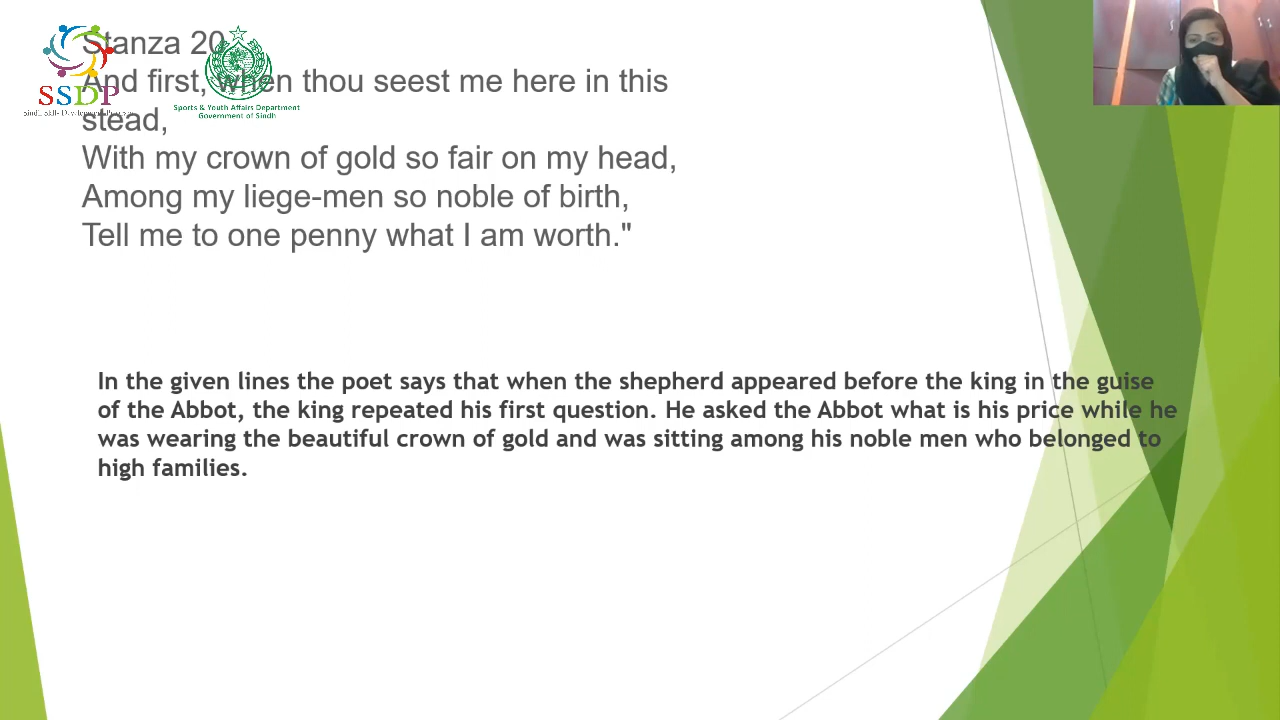 Stanza 20
And first, when thou seest me here in this
stead,
With my crown of gold so fair on my head,
Among my liege-men so noble of birth,
Tell me to one penny what I am worth."
SSDP
Sports & Youth Affairs Department
Government of Sindh
In the given lines the poet says that when the shepherd appeared before the king in the guise
of the Abbot, the king repeated his first question. He asked the Abbot what is his price while he
was wearing the beautiful crown of gold and was sitting among his noble men who belonged to
high families.